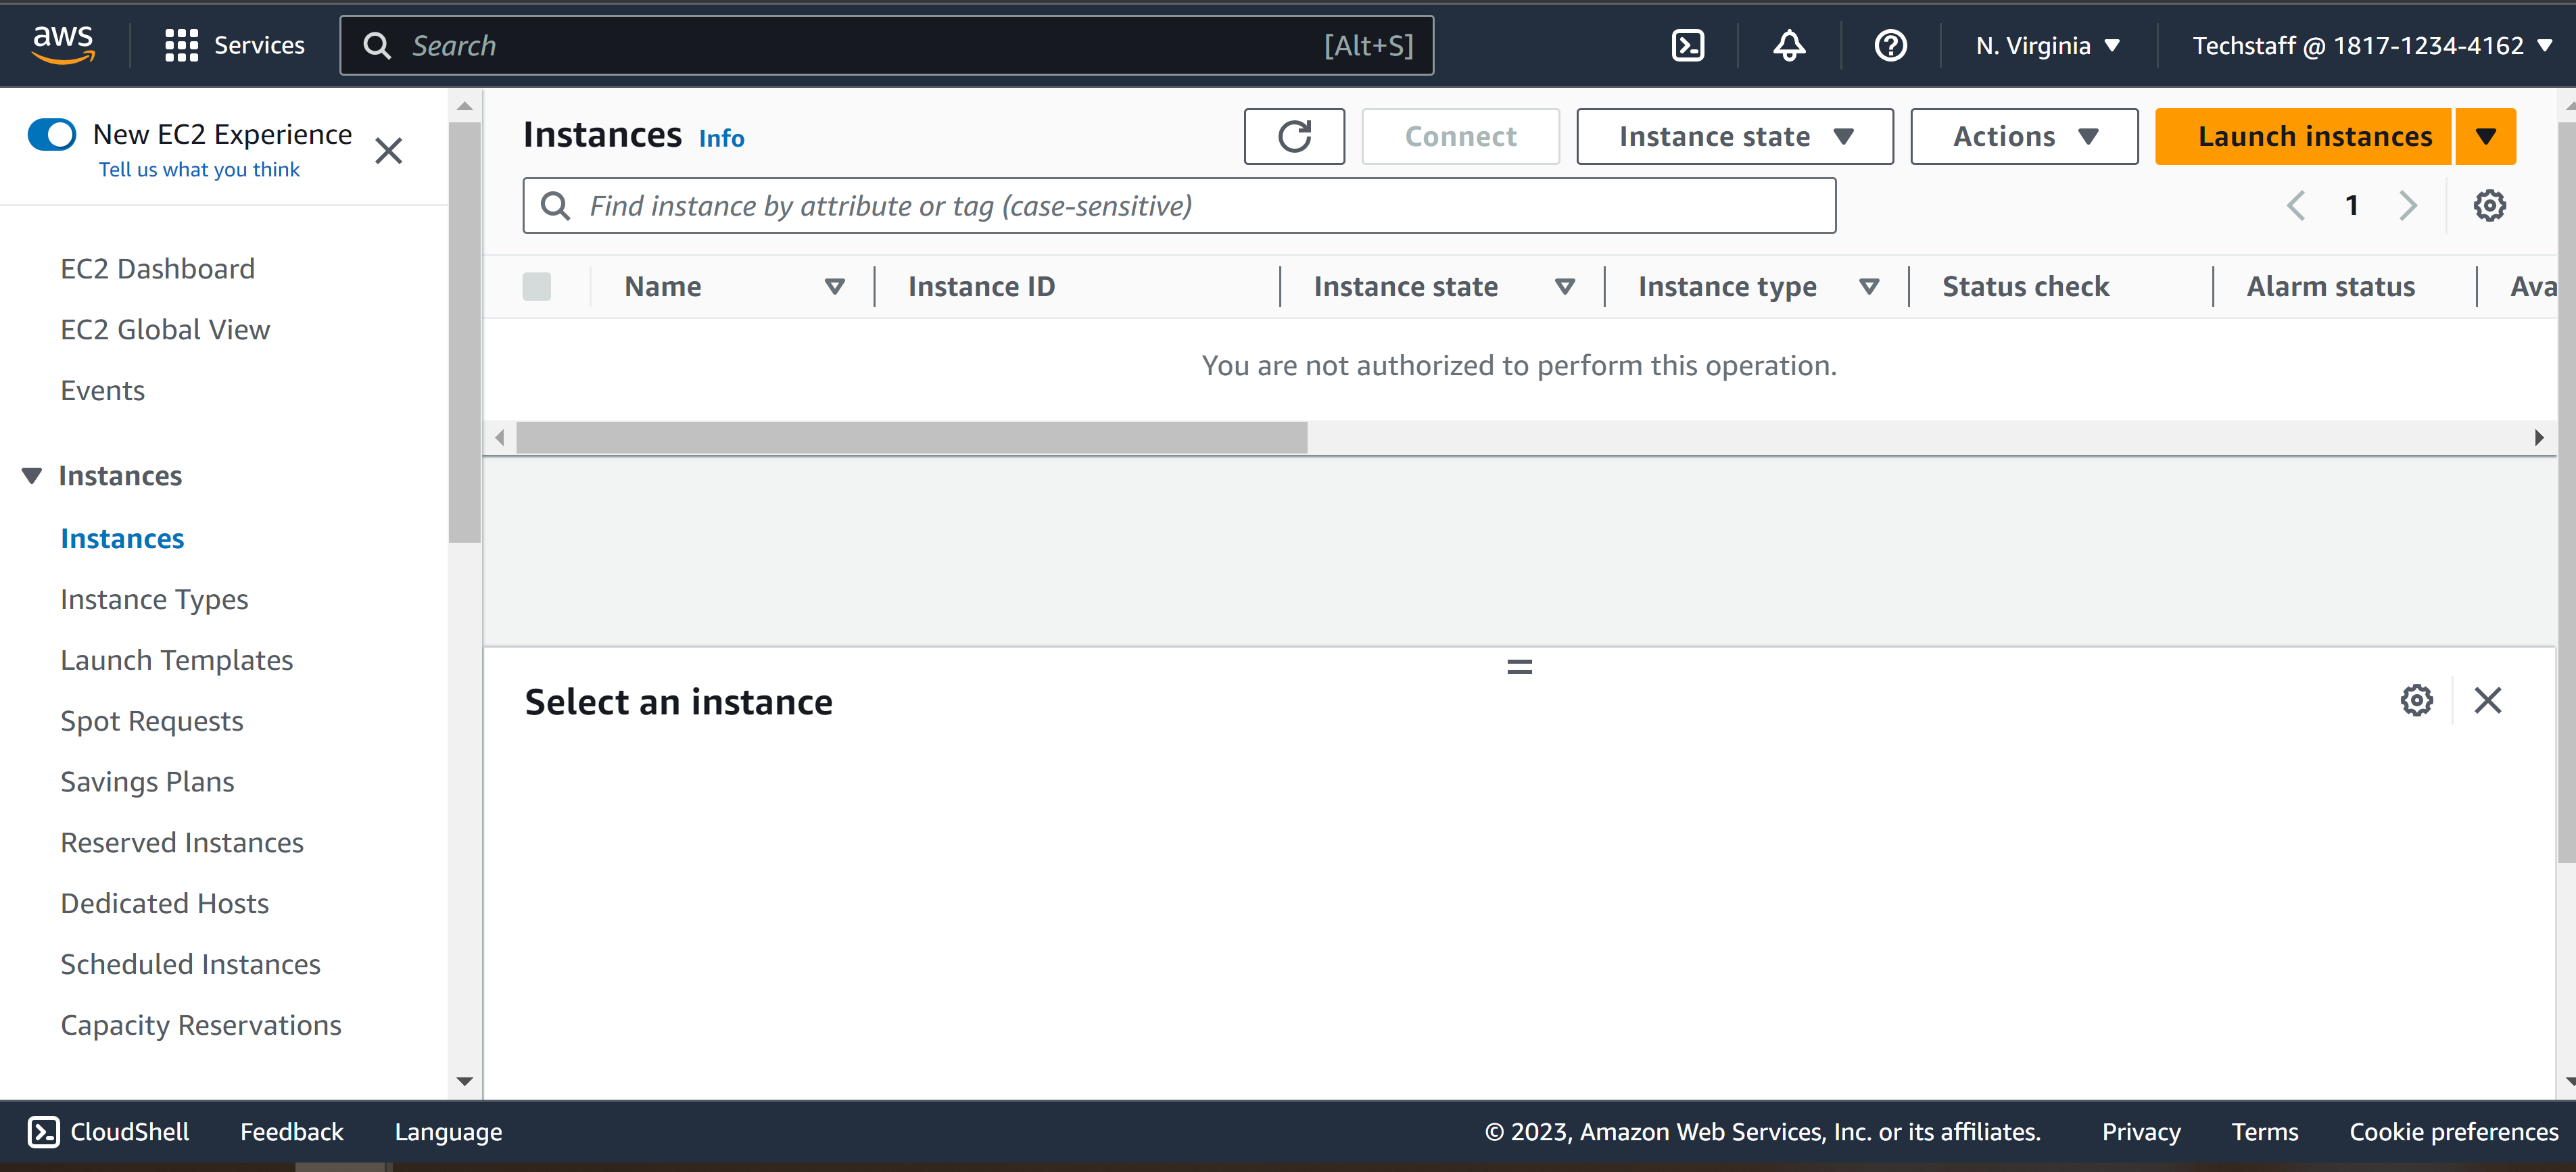 aws
Services
Search [Alt+S]
N. Virginia
Techstaff @ 1817-1234-4162
New EC2 Experience
Tell us what you think
EC2 Dashboard
EC2 Global View
Events
Instances
Instances
Instance Types
Launch Templates
Spot Requests
Savings Plans
Reserved Instances
Dedicated Hosts
Scheduled Instances
Capacity Reservations
Instances Info
Connect
Instance state
Actions
Launch instances
Find instance by attribute or tag (case-sensitive)
1
Name Instance ID Instance state Instance type Status check Alarm status Ava
You are not authorized to perform this operation.
Select an instance
CloudShell Feedback Language © 2023, Amazon Web Services, Inc. or its affiliates. Privacy Terms Cookie preferences